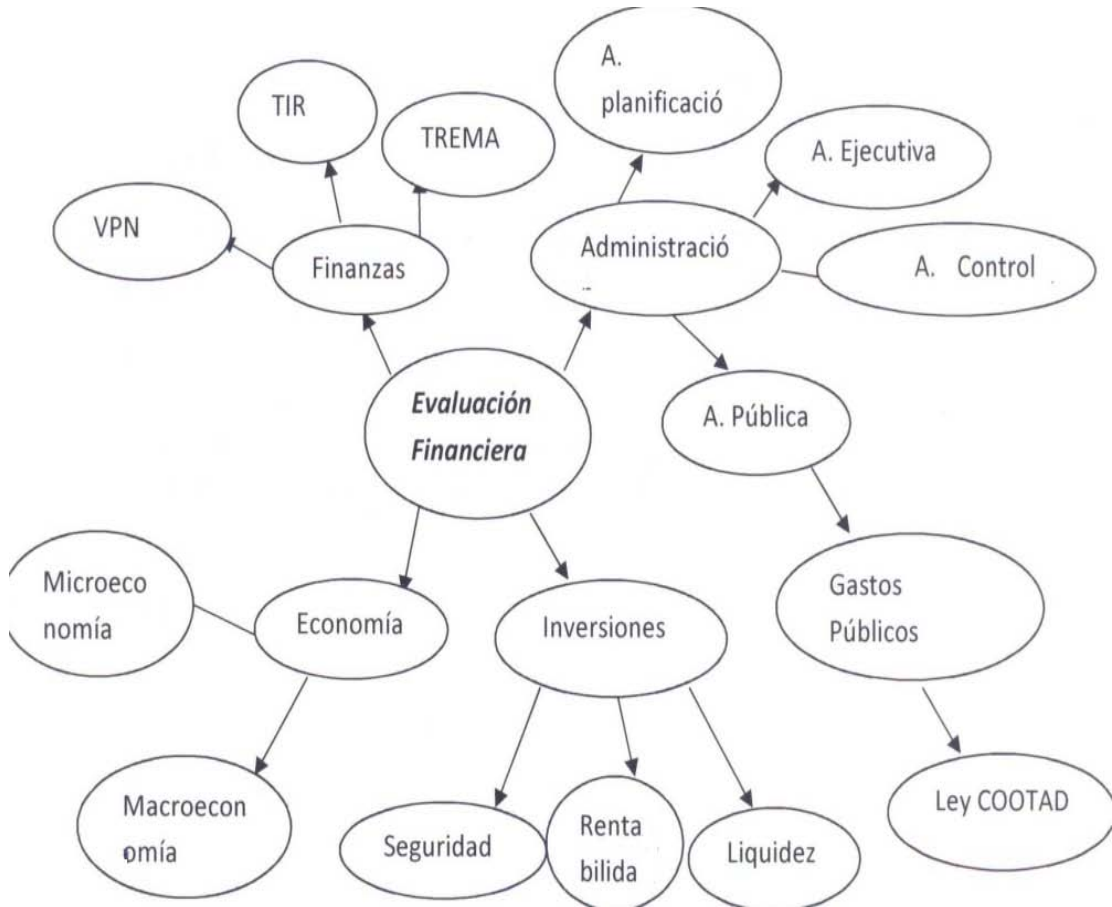 A.
planificació
TIR
TREMA
A. Ejecutiva
VPN
Finanzas
Administració
A. Control
Evaluación
Financiera
A. Pública
Microeco
nomía
Economía
Inversiones
Gastos
Públicos
Macroecon
omía
Seguridad
Renta
bilida
Liquidez
Ley COOTAD